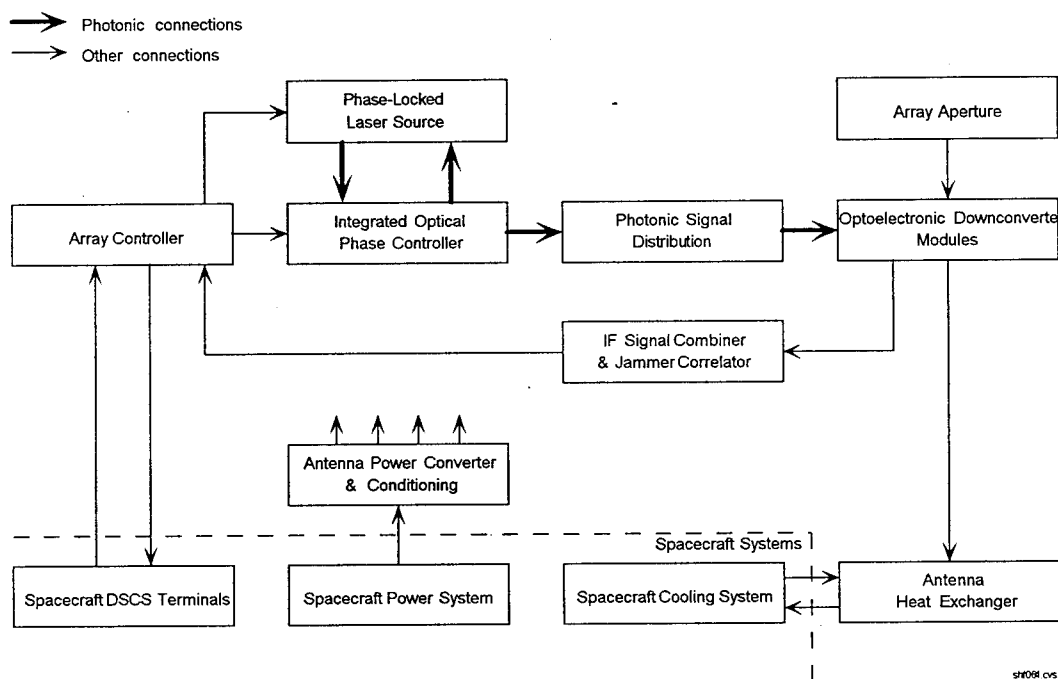 Photonic connections
Other connections
Phase-Locked
Laser Source
Array Aperture
Array Controller
Integrated Optical
Phase Controller
Photonic Signal
Distribution
Optoelectronic Downconverte
Modules
IF Signal Combiner
& Jammer Correlator
Antenna Power Converter
& Conditioning
Spacecraft Systems
Spacecraft DSCS Terminals
Spacecraft Power System
Spacecraft Cooling System
Antenna
Heat Exchanger
shf064.cvs